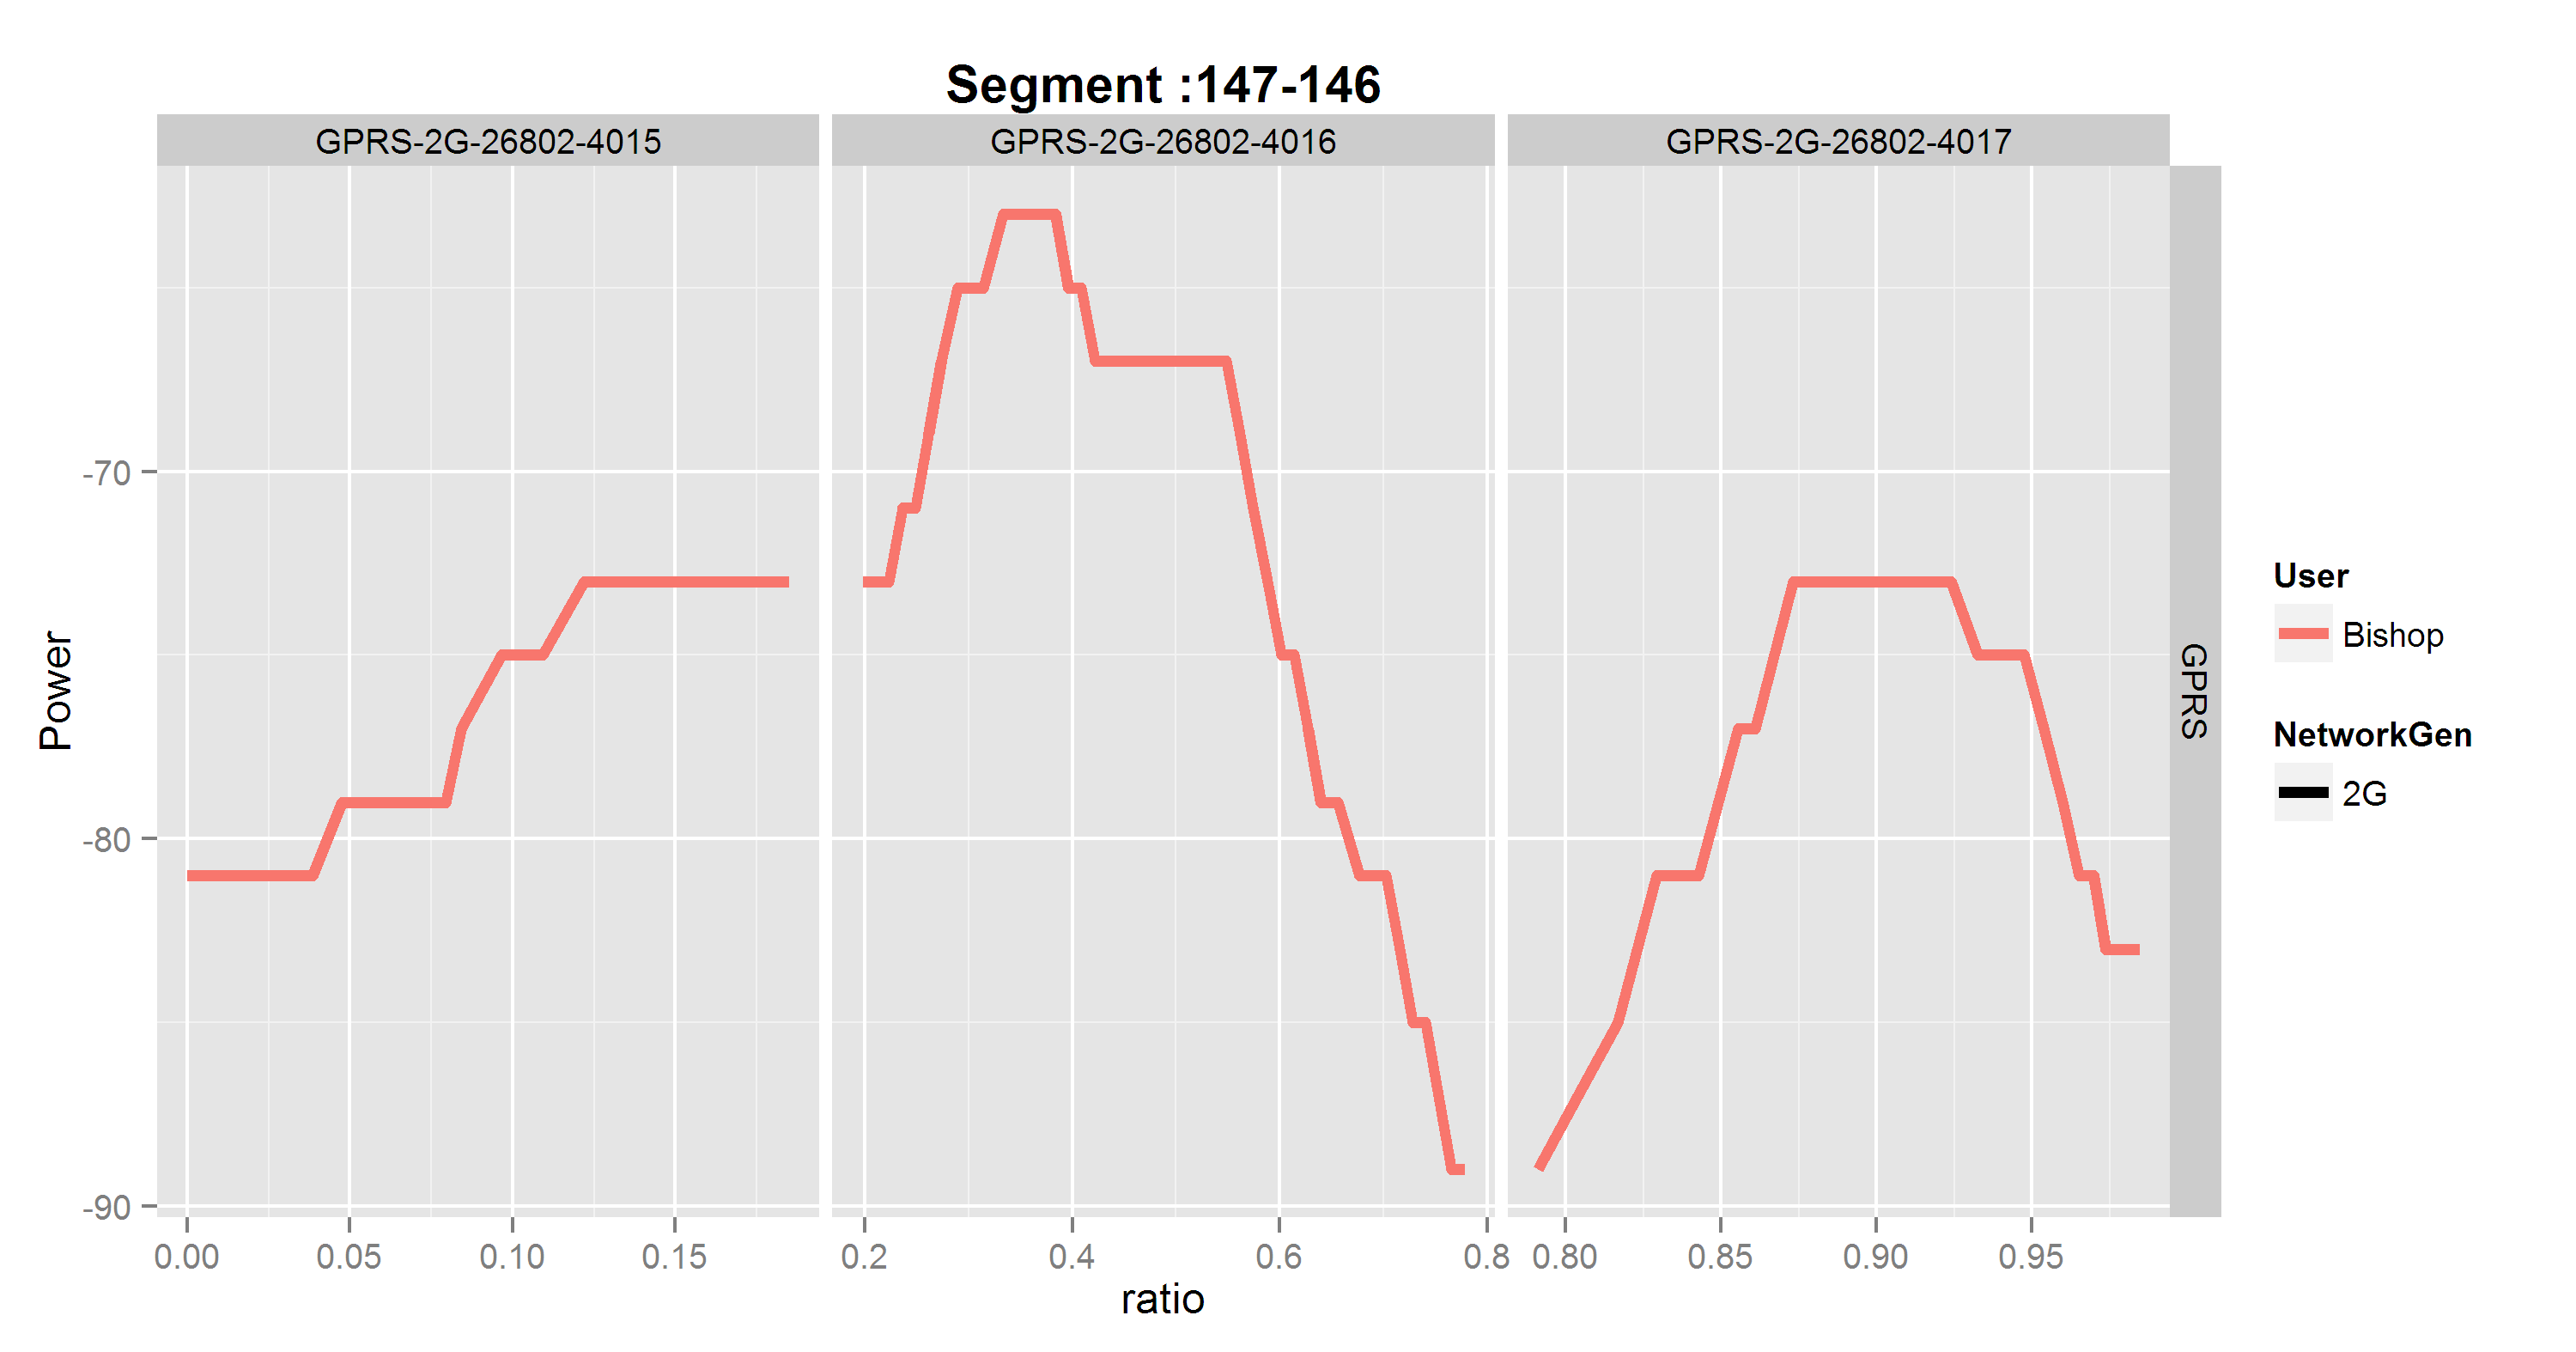 Segment :147-146
GPRS-2G-26802-4015
GPRS-2G-26802-4016
GPRS-2G-26802-4017
Power
-70
-80
-90
GPRS
0.00
0.05
0.10
0.15
0.2
0.4
0.6
0.8
0.80
0.85
0.90
0.95
ratio
User
Bishop
NetworkGen
2G